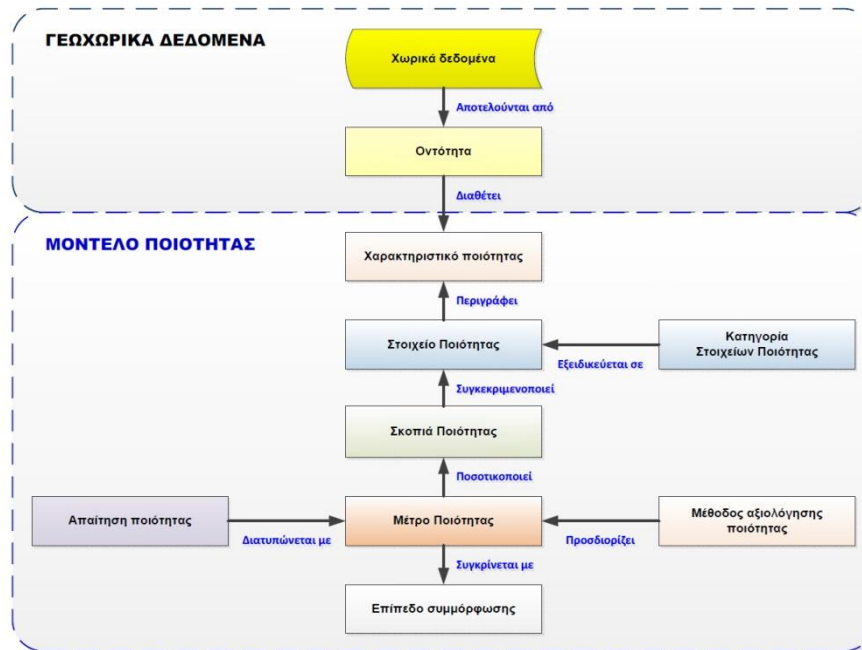 ΓΕΩΧΩΡΙΚΑ ΔΕΔΟΜΕΝΑ
Χωρικά δεδομένα
Αποτελούνται από
Οντότητα
Διαθέτει
ΜΟΝΤΕΛΟ ΠΟΙΟΤΗΤΑΣ
Χαρακτηριστικό ποιότητας
Περιγράφει
Στοιχείο Ποιότητας
Εξειδικεύεται σε
Κατηγορία
Στοιχείων Ποιότητας
Συγκεκριμενοποιεί
Σκοπιά Ποιότητας
Ποσοτικοποιεί
Απαίτηση ποιότητας
Διατυπώνεται με
Μέτρο Ποιότητας
Προσδιορίζει
Μέθοδος αξιολόγησης
ποιότητας
Συγκρίνεται με
Επίπεδο συμμόρφωσης